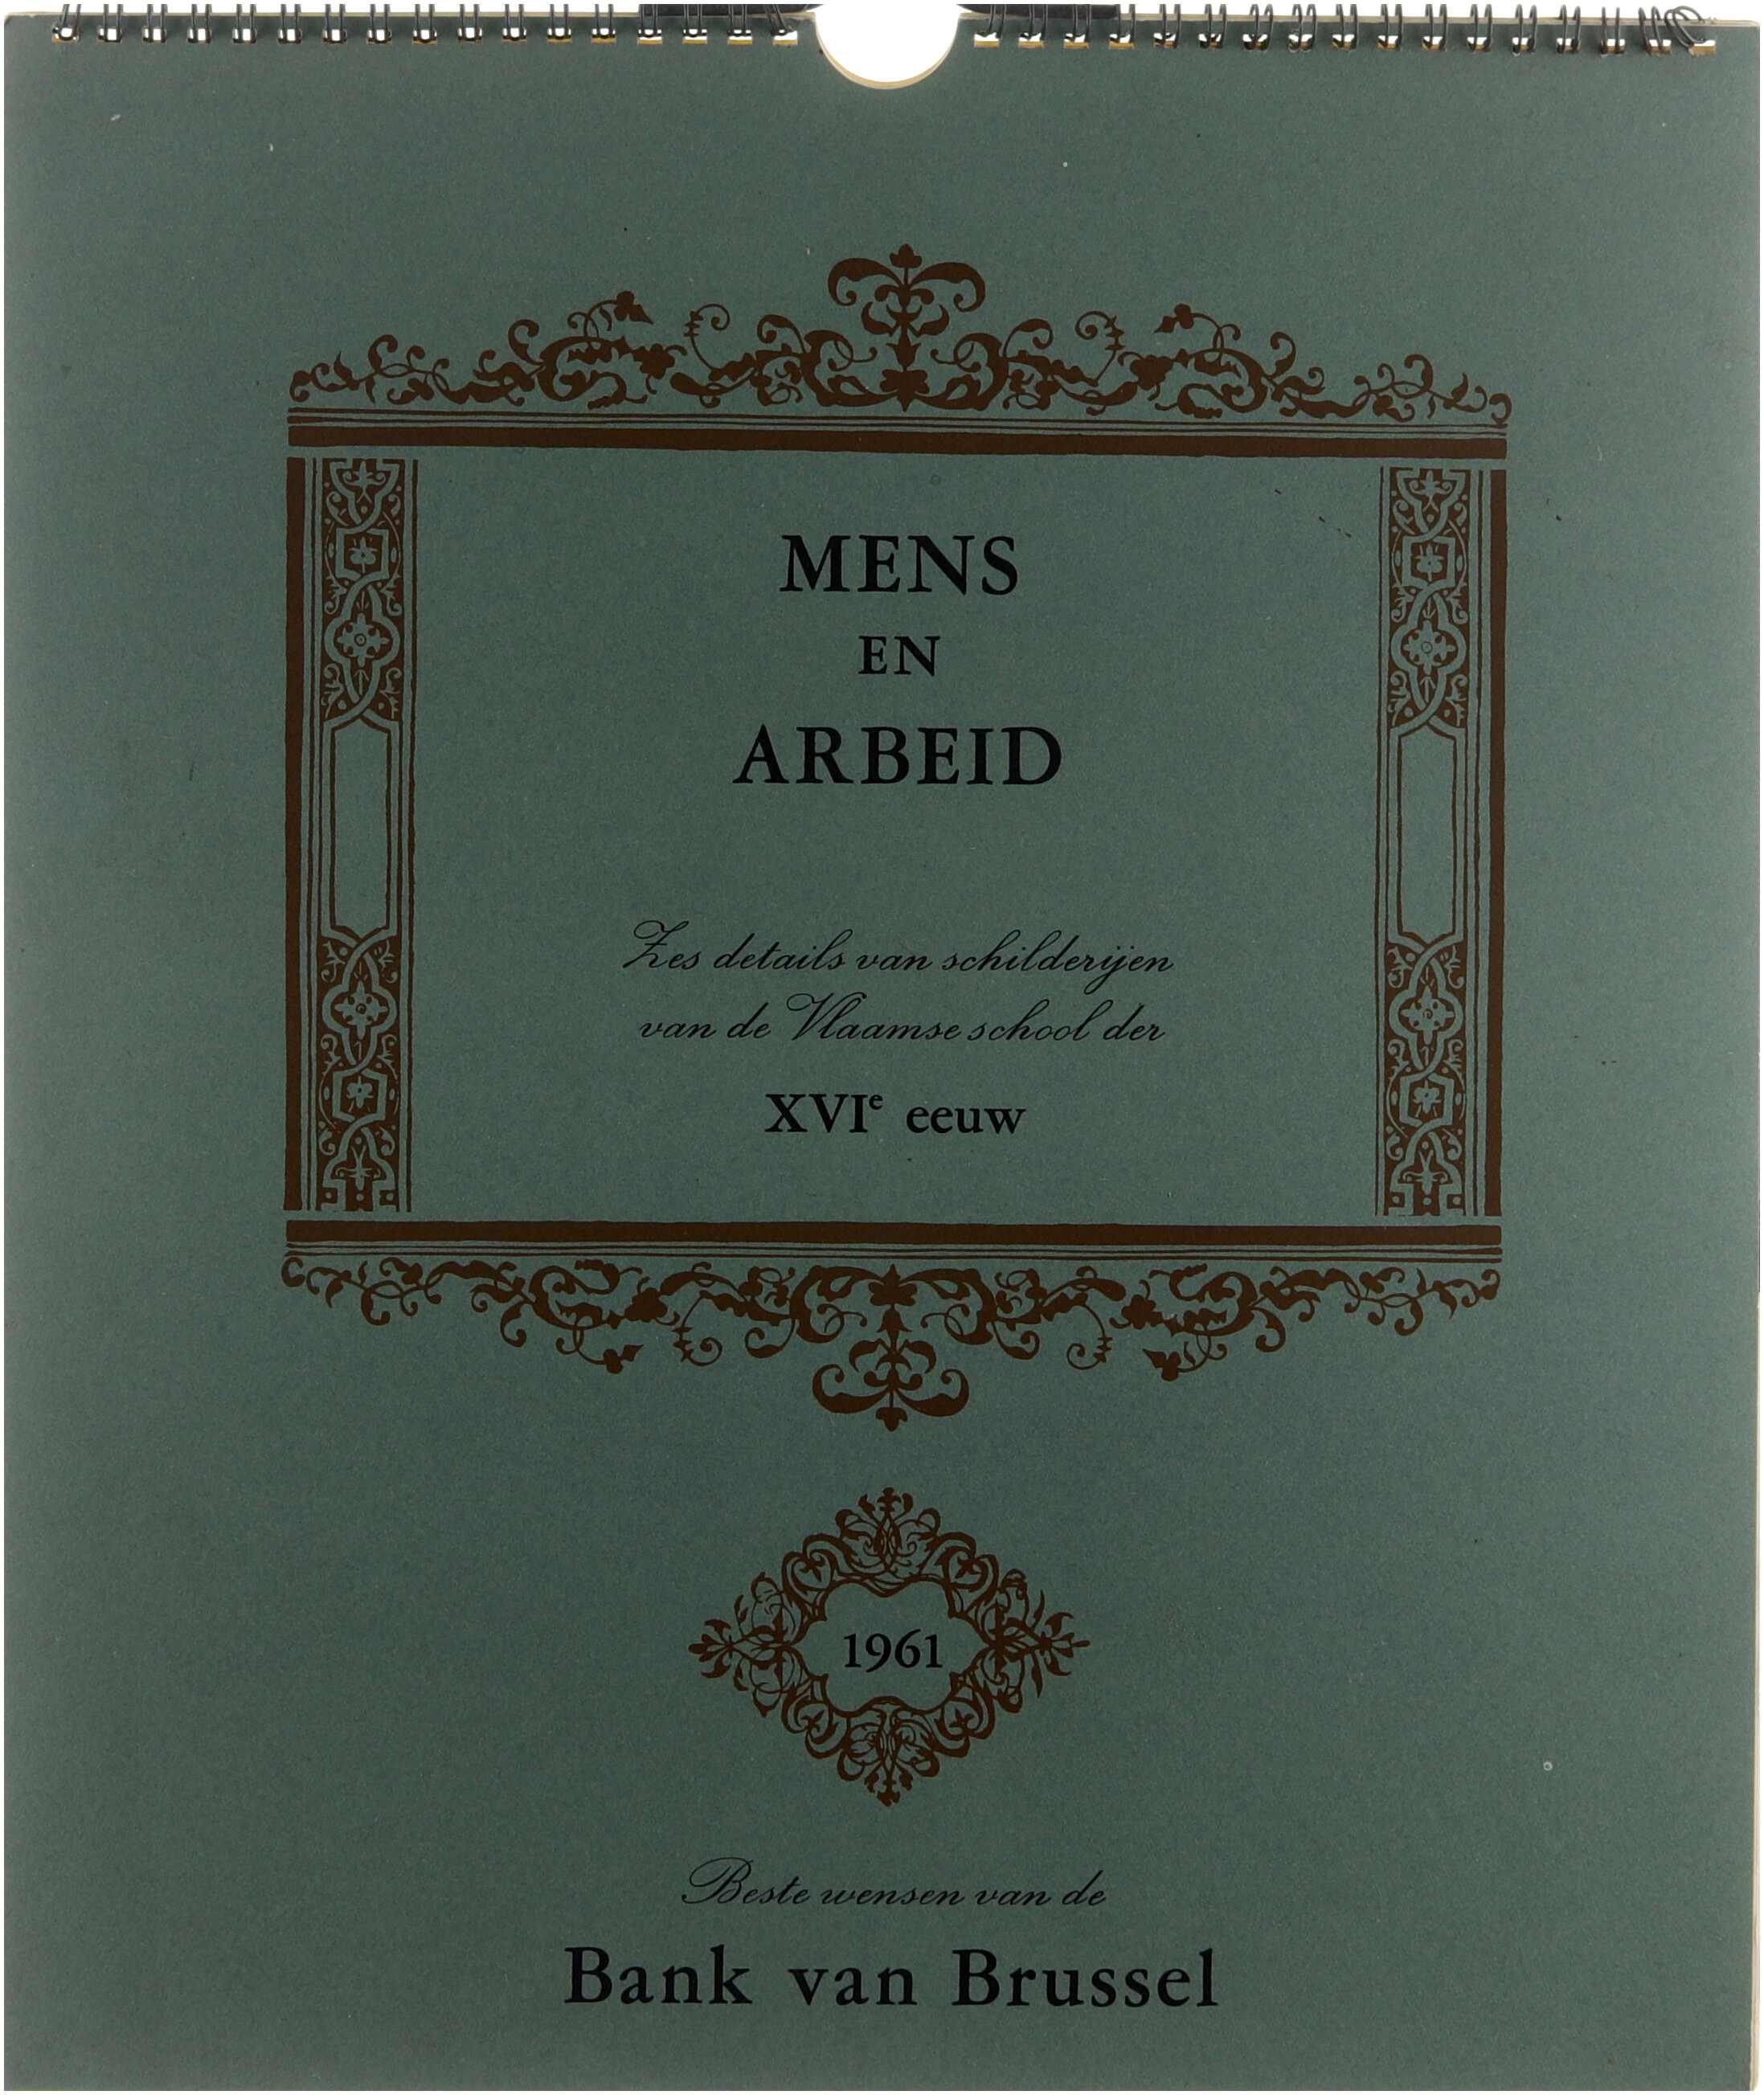 MENS
EN
ARBEID
Zes details van schilderijen
van de Vlaamse school der
XVIe eeuw
1961
Beste wensen van de
Bank van Brussel